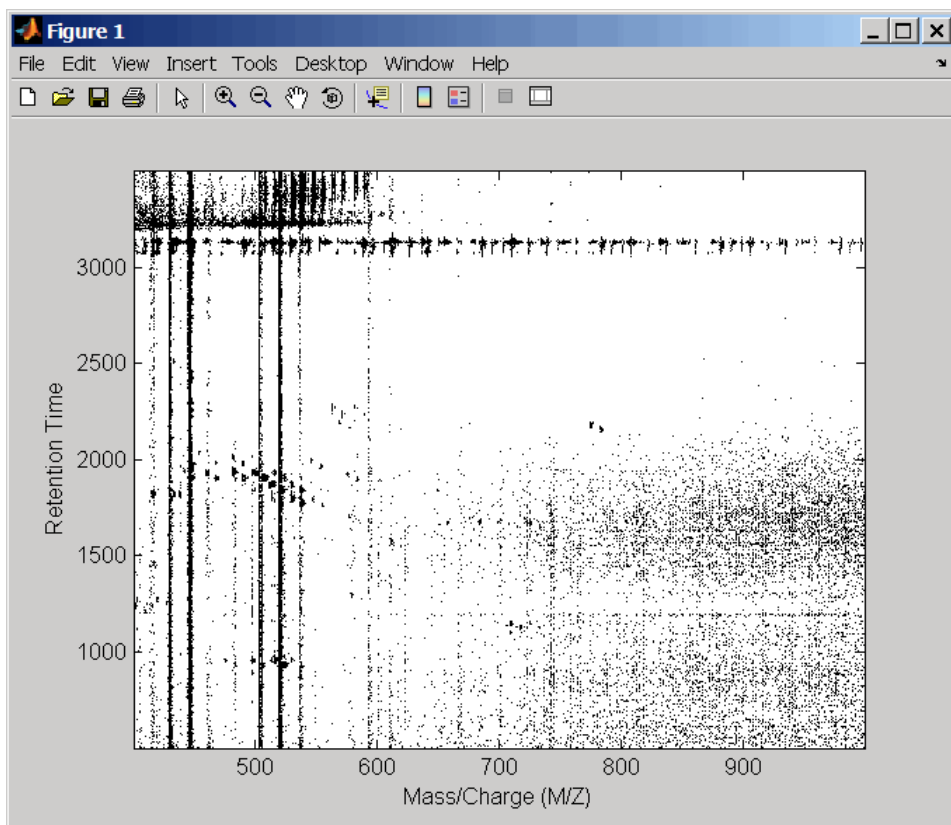 Figure 1
File Edit View Insert Tools Desktop Window Help
3000
2500
2000
1500
1000
Retention Time
500 600 700 800 900
Mass/Charge (M/Z)